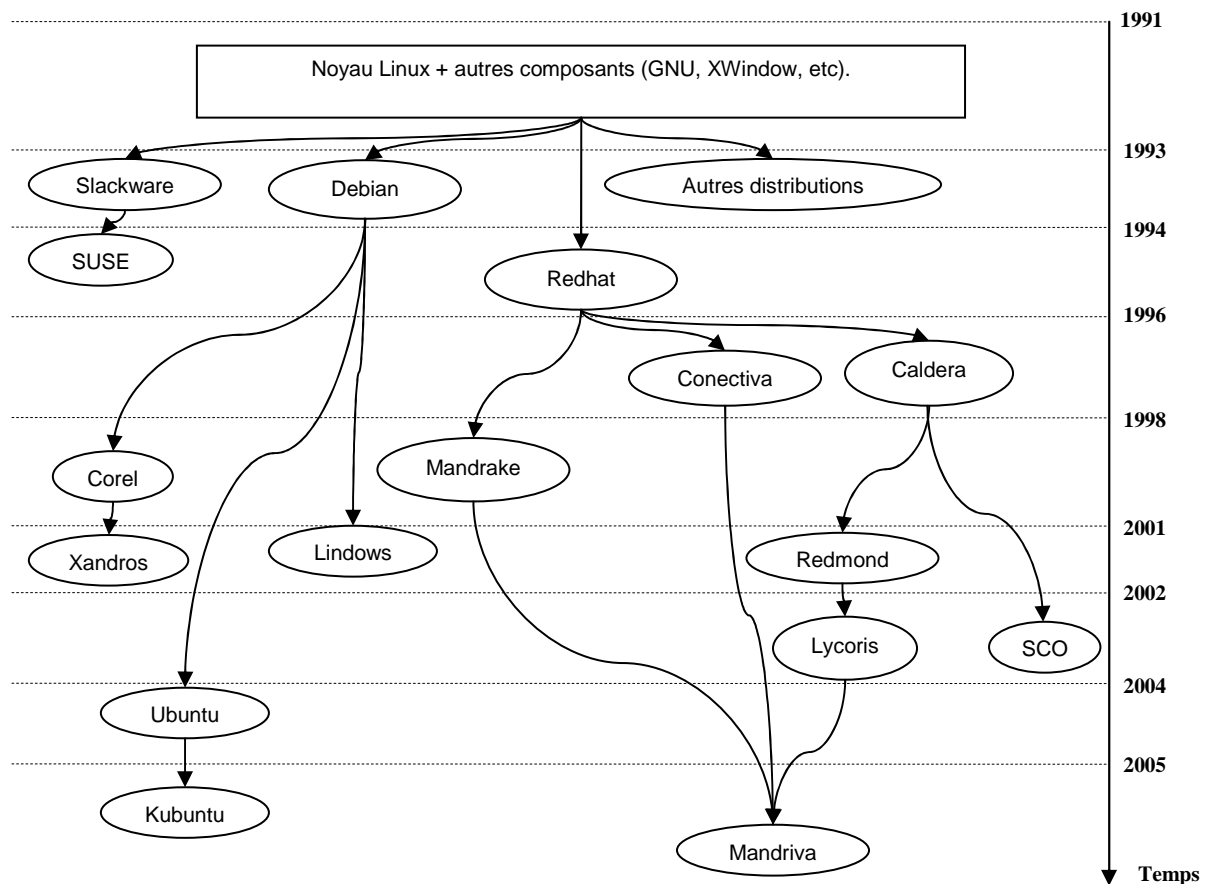 1991
Noyau Linux + autres composants (GNU, XWindow, etc).
1993
Slackware
Debian
Autres distributions
1994
SUSE
Redhat
1996
Conectiva
Caldera
1998
Mandrake
Corel
2001
Xandros
Lindows
Redmond
2002
Lycoris
SCO
2004
Ubuntu
2005
Kubuntu
Mandriva
Temps